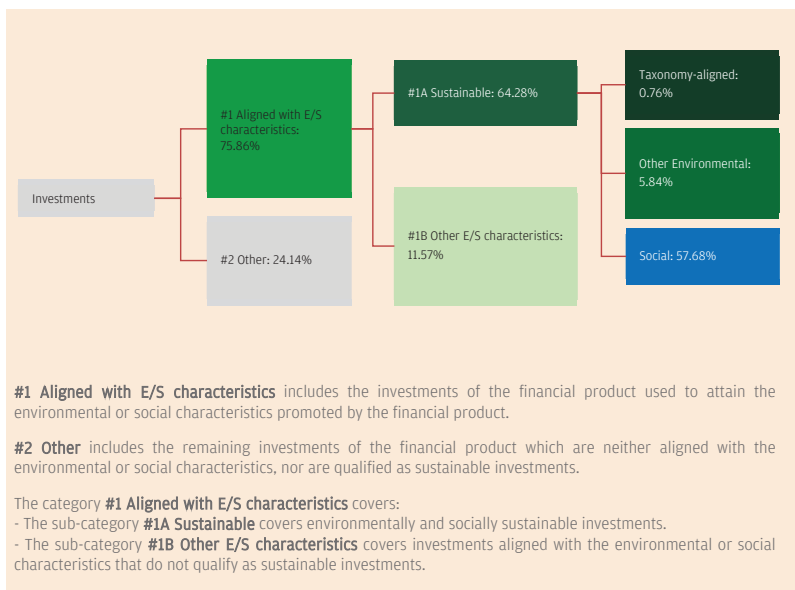 Investments
#1 Aligned with E/S
characteristics:
75.86%
#2 Other: 24.14%
#1A Sustainable: 64.28%
#1B Other E/S characteristics:
11.57%
Taxonomy-aligned:
0.76%
Other Environmental:
5.84%
Social: 57.68%
#1 Aligned with E/S characteristics includes the investments of the financial product used to attain the
environmental or social characteristics promoted by the financial product.
#2 Other includes the remaining investments of the financial product which are neither aligned with the
environmental or social characteristics, nor are qualified as sustainable investments.
The category #1 Aligned with E/S characteristics covers:
- The sub-category #1A Sustainable covers environmentally and socially sustainable investments.
- The sub-category #1B Other E/S characteristics covers investments aligned with the environmental or social
characteristics that do not qualify as sustainable investments.